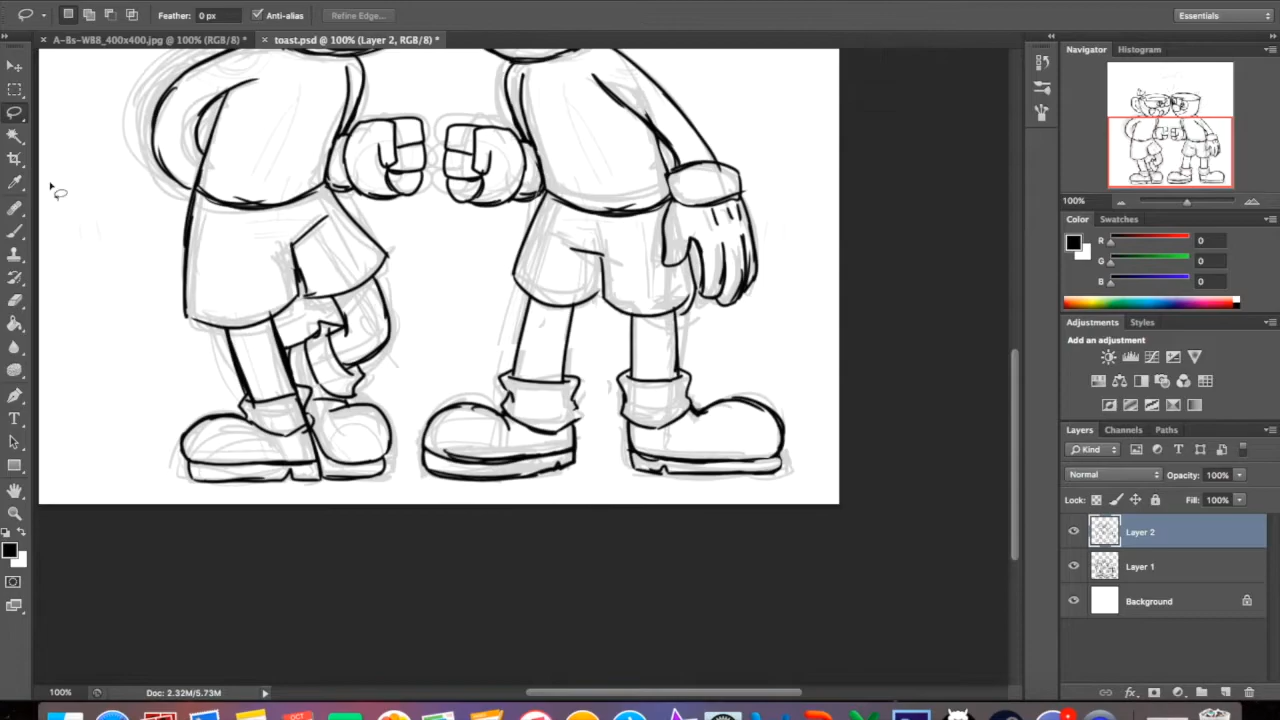 Feather: 0 px Anti-alias Refine Edge... Essentials
A-Bs-WB8_400x400.jpg @ 100% (RGB/8) * toast.psd @ 100% (Layer 2, RGB/8) *
Navigator Histogram
100%
Color Swatches
R 0
G 0
B 0
Adjustments Styles
Add an adjustment
Layers Channels Paths
Kind
Normal Opacity: 100%
Lock: Fill: 100%
Layer 2
Layer 1
Background
100% Doc: 2.32M/5.73M
OCT